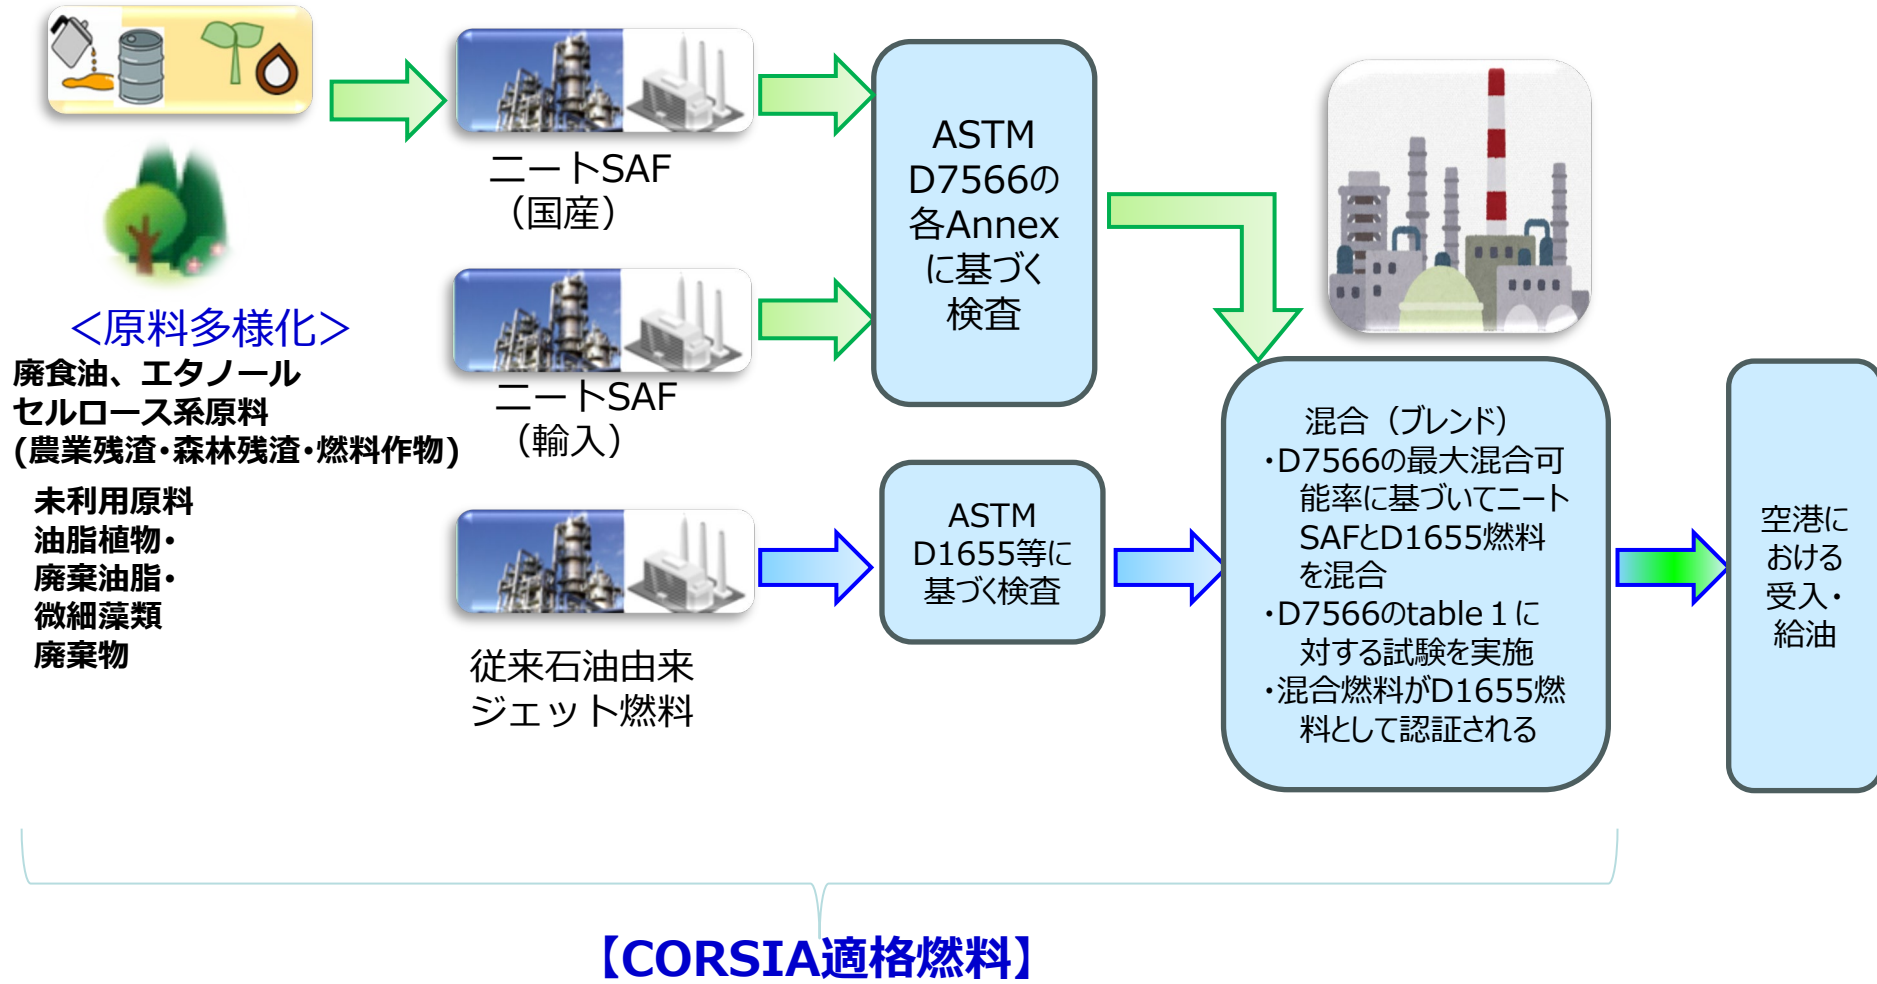 ＜原料多様化＞
廃食油、エタノール
セルロース系原料
(農業残渣・森林残渣・燃料作物)
未利用原料
油脂植物・
廃棄油脂・
微細藻類
廃棄物
ニートSAF
（国産）
ニートSAF
（輸入）
従来石油由来
ジェット燃料
ASTM
D7566の
各Annex
に基づく
検査
ASTM
D1655等に
基づく検査
混合（ブレンド）
・D7566の最大混合可
能率に基づいてニート
SAFとD1655燃料
を混合
・D7566のtable１に
対する試験を実施
・混合燃料がD1655燃
料として認証される
空港に
おける
受入・
給油
【CORSIA適格燃料】